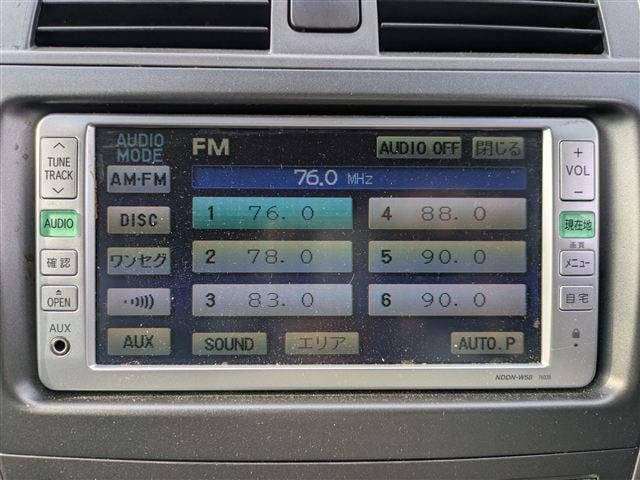 AUDIO MODE
FM
AUDIO OFF
閉じる
AM·FM
76.0 MHz
DISC
1 76. 0
4 88. 0
ワンセグ
2 78. 0
5 90. 0
3 83. 0
6 90. 0
AUX
SOUND
エリア
AUTO.P
TUNE
TRACK
AUDIO
確認
OPEN
AUX
+
VOL
-
現在地
画質
メニュー
自宅
NDDN-W58